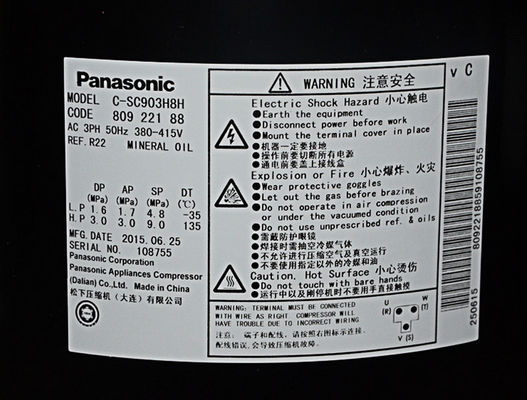 Panasonic
MODEL C-SC903H8H
CODE 809 221 88
AC 3PH 50Hz 380-415V
REF. R22 MINERAL OIL
DP AP SP DT
(MPa) (MPa) (MPa) (℃)
L.P 1.6 1.7 4.8 -35
H.P 3.0 3.0 9.0 135
MFG.DATE 2015.06.25
SERIAL NO. 108755
Panasonic Corporation
Panasonic Appliances Compressor
(Dalian) Co.,Ltd. Made in China
松下压缩机（大连）有限公司
WARNING 注意安全
Electric Shock Hazard 小心触电
●Earth the equipment
●Disconnect power before work
●Mount the terminal cover in place
●机器一定要接地
●操作前要切断所有电源
●通电前要盖上接线盒
Explosion or Fire 小心爆炸、火灾
●Wear protective goggles
●Let out the gas before brazing
●Do not operate in air compression
or under the vacuumed condition
●Do not use unprescribed ref. & oils
●需戴防护眼镜
●焊接时需抽空冷媒气体
●不允许进行压缩空气及真空运行
●不要使用指定以外的冷媒和油
Caution, Hot Surface 小心烫伤
●Do not touch with bare hands
●运行中以及刚停机时不要用手直接触摸
WARNING: TERMINAL MUST BE CONNECTED
WITH WIRE AS RIGHT COMPRESSOR WILL
HAVE TROUBLE DUE TO INCORRECT WIRING
注意：端子和配线，请按照右图标示连接、
配线错误，会导致压缩机故障。
U W
(R) (T)
V (S)
v C
80922188S9108755
250615